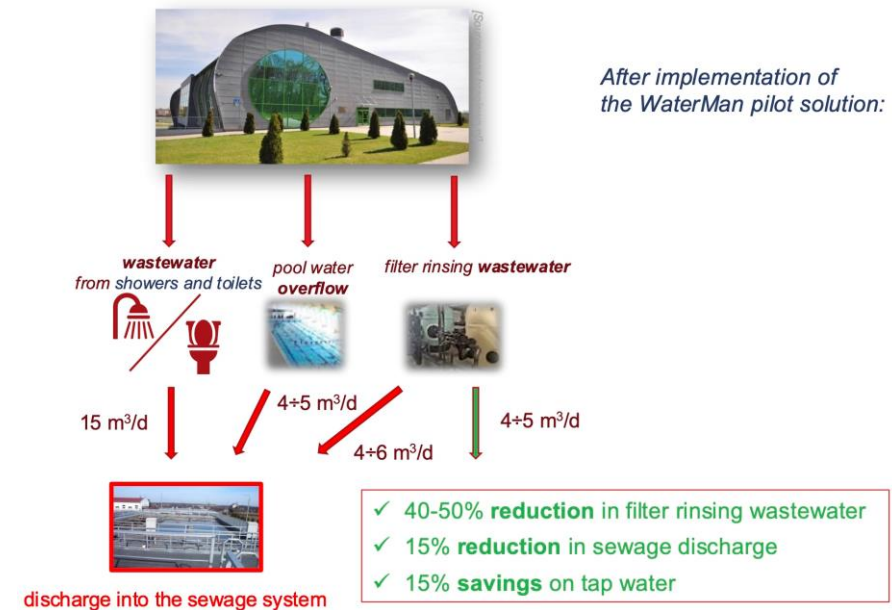 After implementation of
the WaterMan pilot solution:
wastewater
from showers and toilets
pool water
overflow
filter rinsing wastewater
15 m³/d
4÷5 m³/d
4÷6 m³/d
4÷5 m³/d
✓ 40-50% reduction in filter rinsing wastewater
✓ 15% reduction in sewage discharge
✓ 15% savings on tap water
discharge into the sewage system